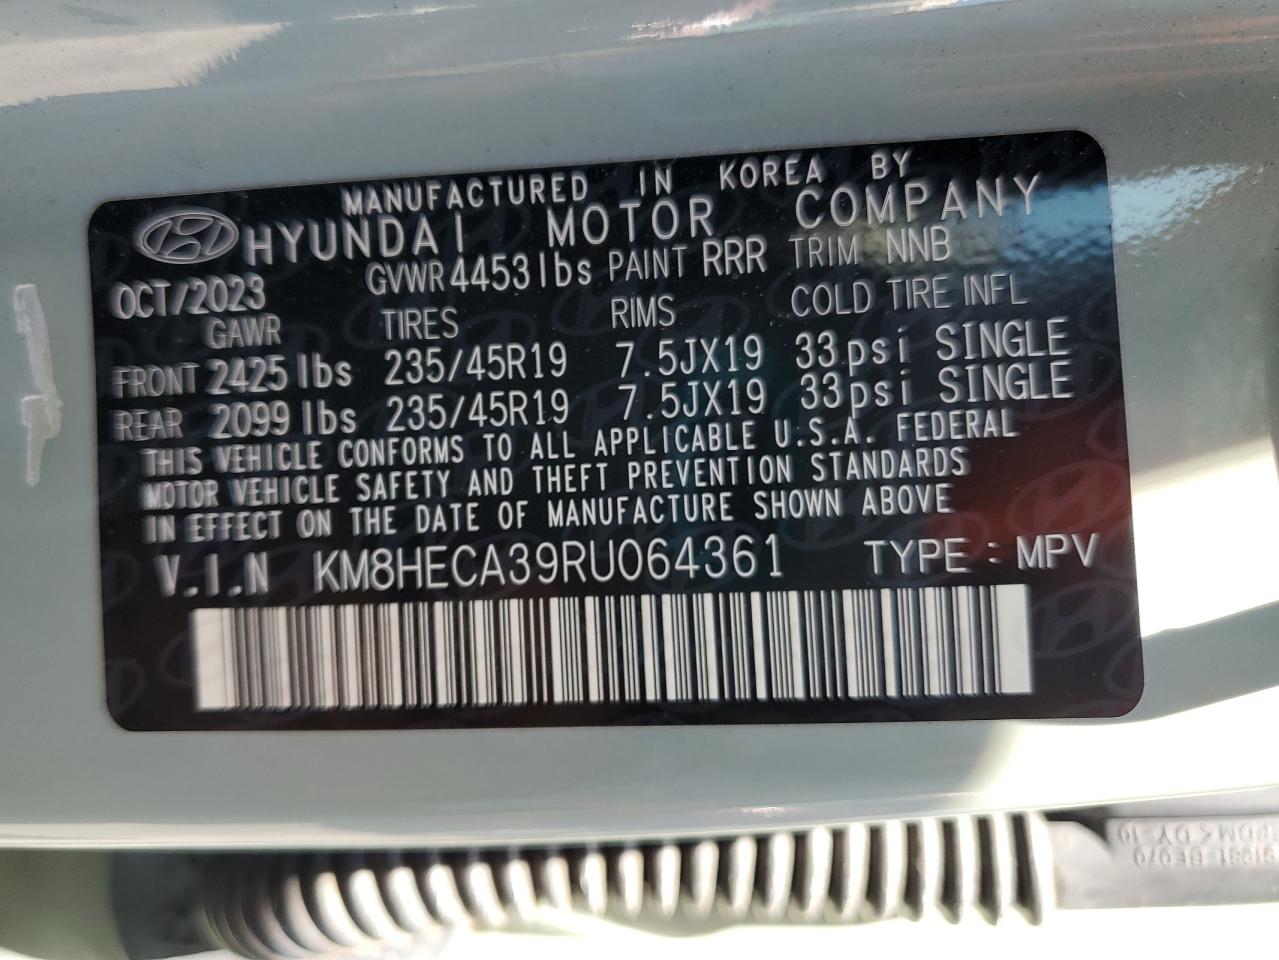 MANUFACTURED IN KOREA BY
HYUNDAI MOTOR COMPANY
OCT/2023 GVWR 4453 lbs PAINT RRR TRIM NNB
GAWR TIRES RIMS COLD TIRE INFL
FRONT 2425 lbs 235/45R19 7.5JX19 33psi SINGLE
REAR 2099 lbs 235/45R19 7.5JX19 33psi SINGLE
THIS VEHICLE CONFORMS TO ALL APPLICABLE U.S.A. FEDERAL
MOTOR VEHICLE SAFETY AND THEFT PREVENTION STANDARDS
IN EFFECT ON THE DATE OF MANUFACTURE SHOWN ABOVE
V.I.N KM8HECA39RU064361 TYPE : MPV